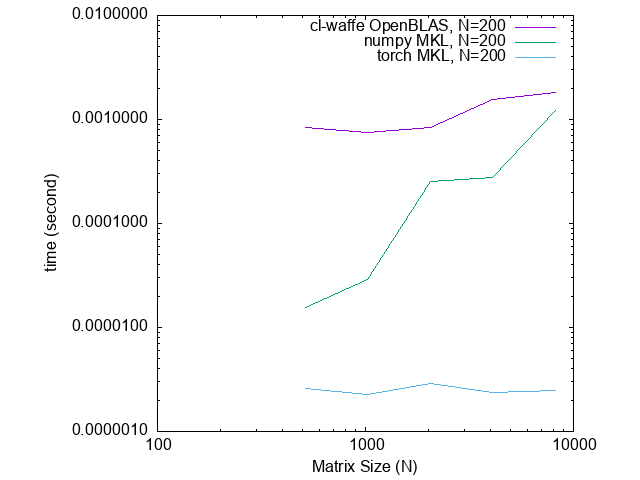 0.0100000
cl-waffe OpenBLAS, N=200
numpy MKL, N=200
torch MKL, N=200
0.0010000
0.0001000
0.0000100
0.0000010
time (second)
100
1000
10000
Matrix Size (N)